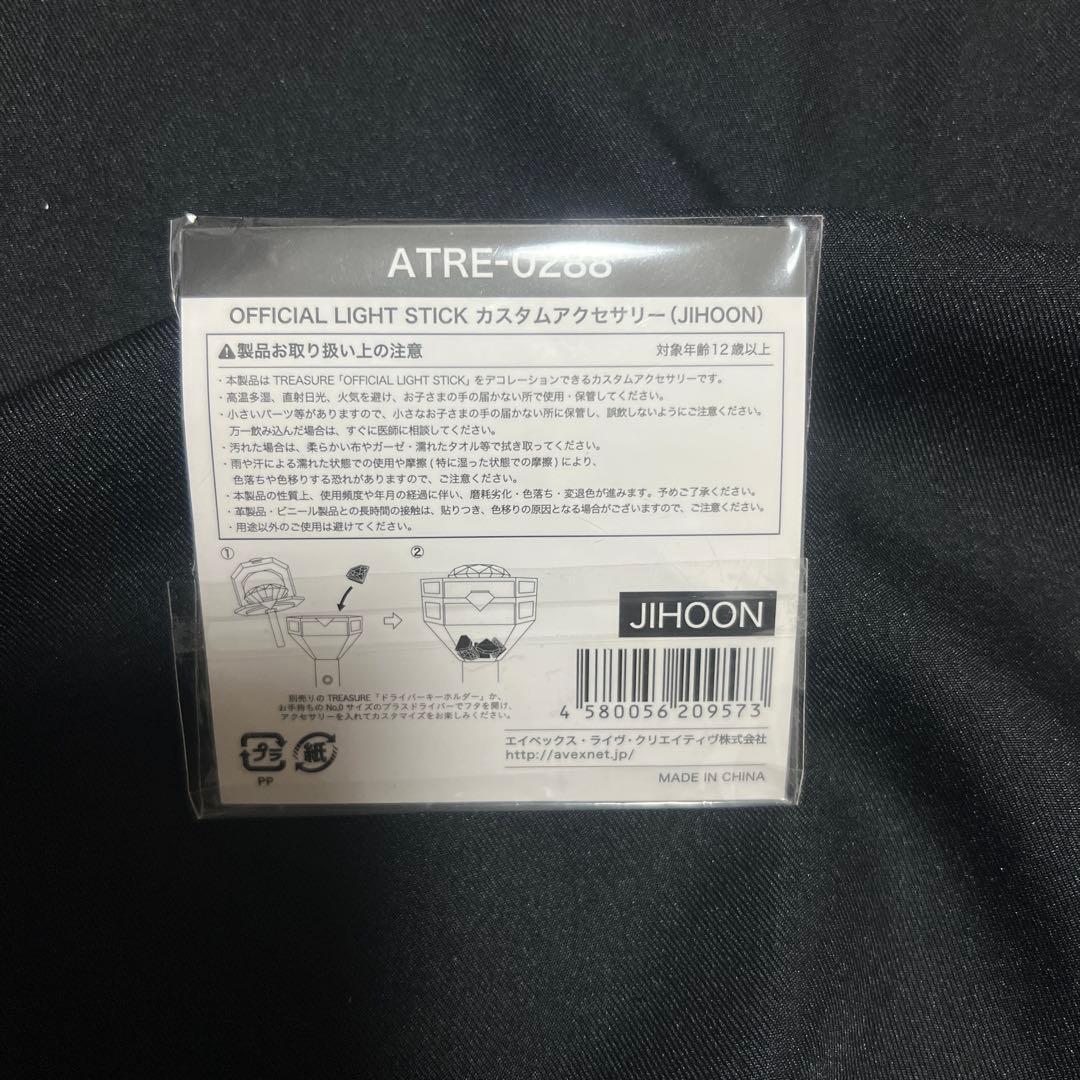 ATRE-0288
OFFICIAL LIGHT STICK カスタムアクセサリー(JIHOON)
⚠製品お取り扱い上の注意 対象年齢12歳以上
・本製品は TREASURE「OFFICIAL LIGHT STICK」をデコレーションできるカスタムアクセサリーです。
・高温多湿、直射日光、火気を避け、お子さまの手の届かない所で使用・保管してください。
・小さいパーツ等がありますので、小さなお子さまの手の届かない所に保管し、誤飲しないようにご注意ください。
万一飲み込んだ場合は、すぐに医師に相談してください。
・汚れた場合は、柔らかい布やガーゼ・濡れたタオル等で拭き取ってください。
・雨や汗による濡れた状態での使用や摩擦(特に湿った状態での摩擦)により、
色落ちや色移りする恐れがありますので、ご注意ください。
・本製品の性質上、使用頻度や年月の経過に伴い、磨耗劣化・色落ち・変退色が進みます。予めご了承ください。
・革製品・ビニール製品との長時間の接触は、貼りつき、色移りの原因となる場合がございますので、ご注意ください。
・用途以外のご使用は避けてください。
① ②
別売りの TREASURE「ドライバーキーホルダー」か、
お手持ちの No.0 サイズのプラスドライバーでフタを開け、
アクセサリーを入れてカスタマイズをお楽しみください。
JIHOON
4 580056 209573
プラ 紙
PP
エイベックス・ライヴ・クリエイティヴ株式会社
http://avexnet.jp/
MADE IN CHINA